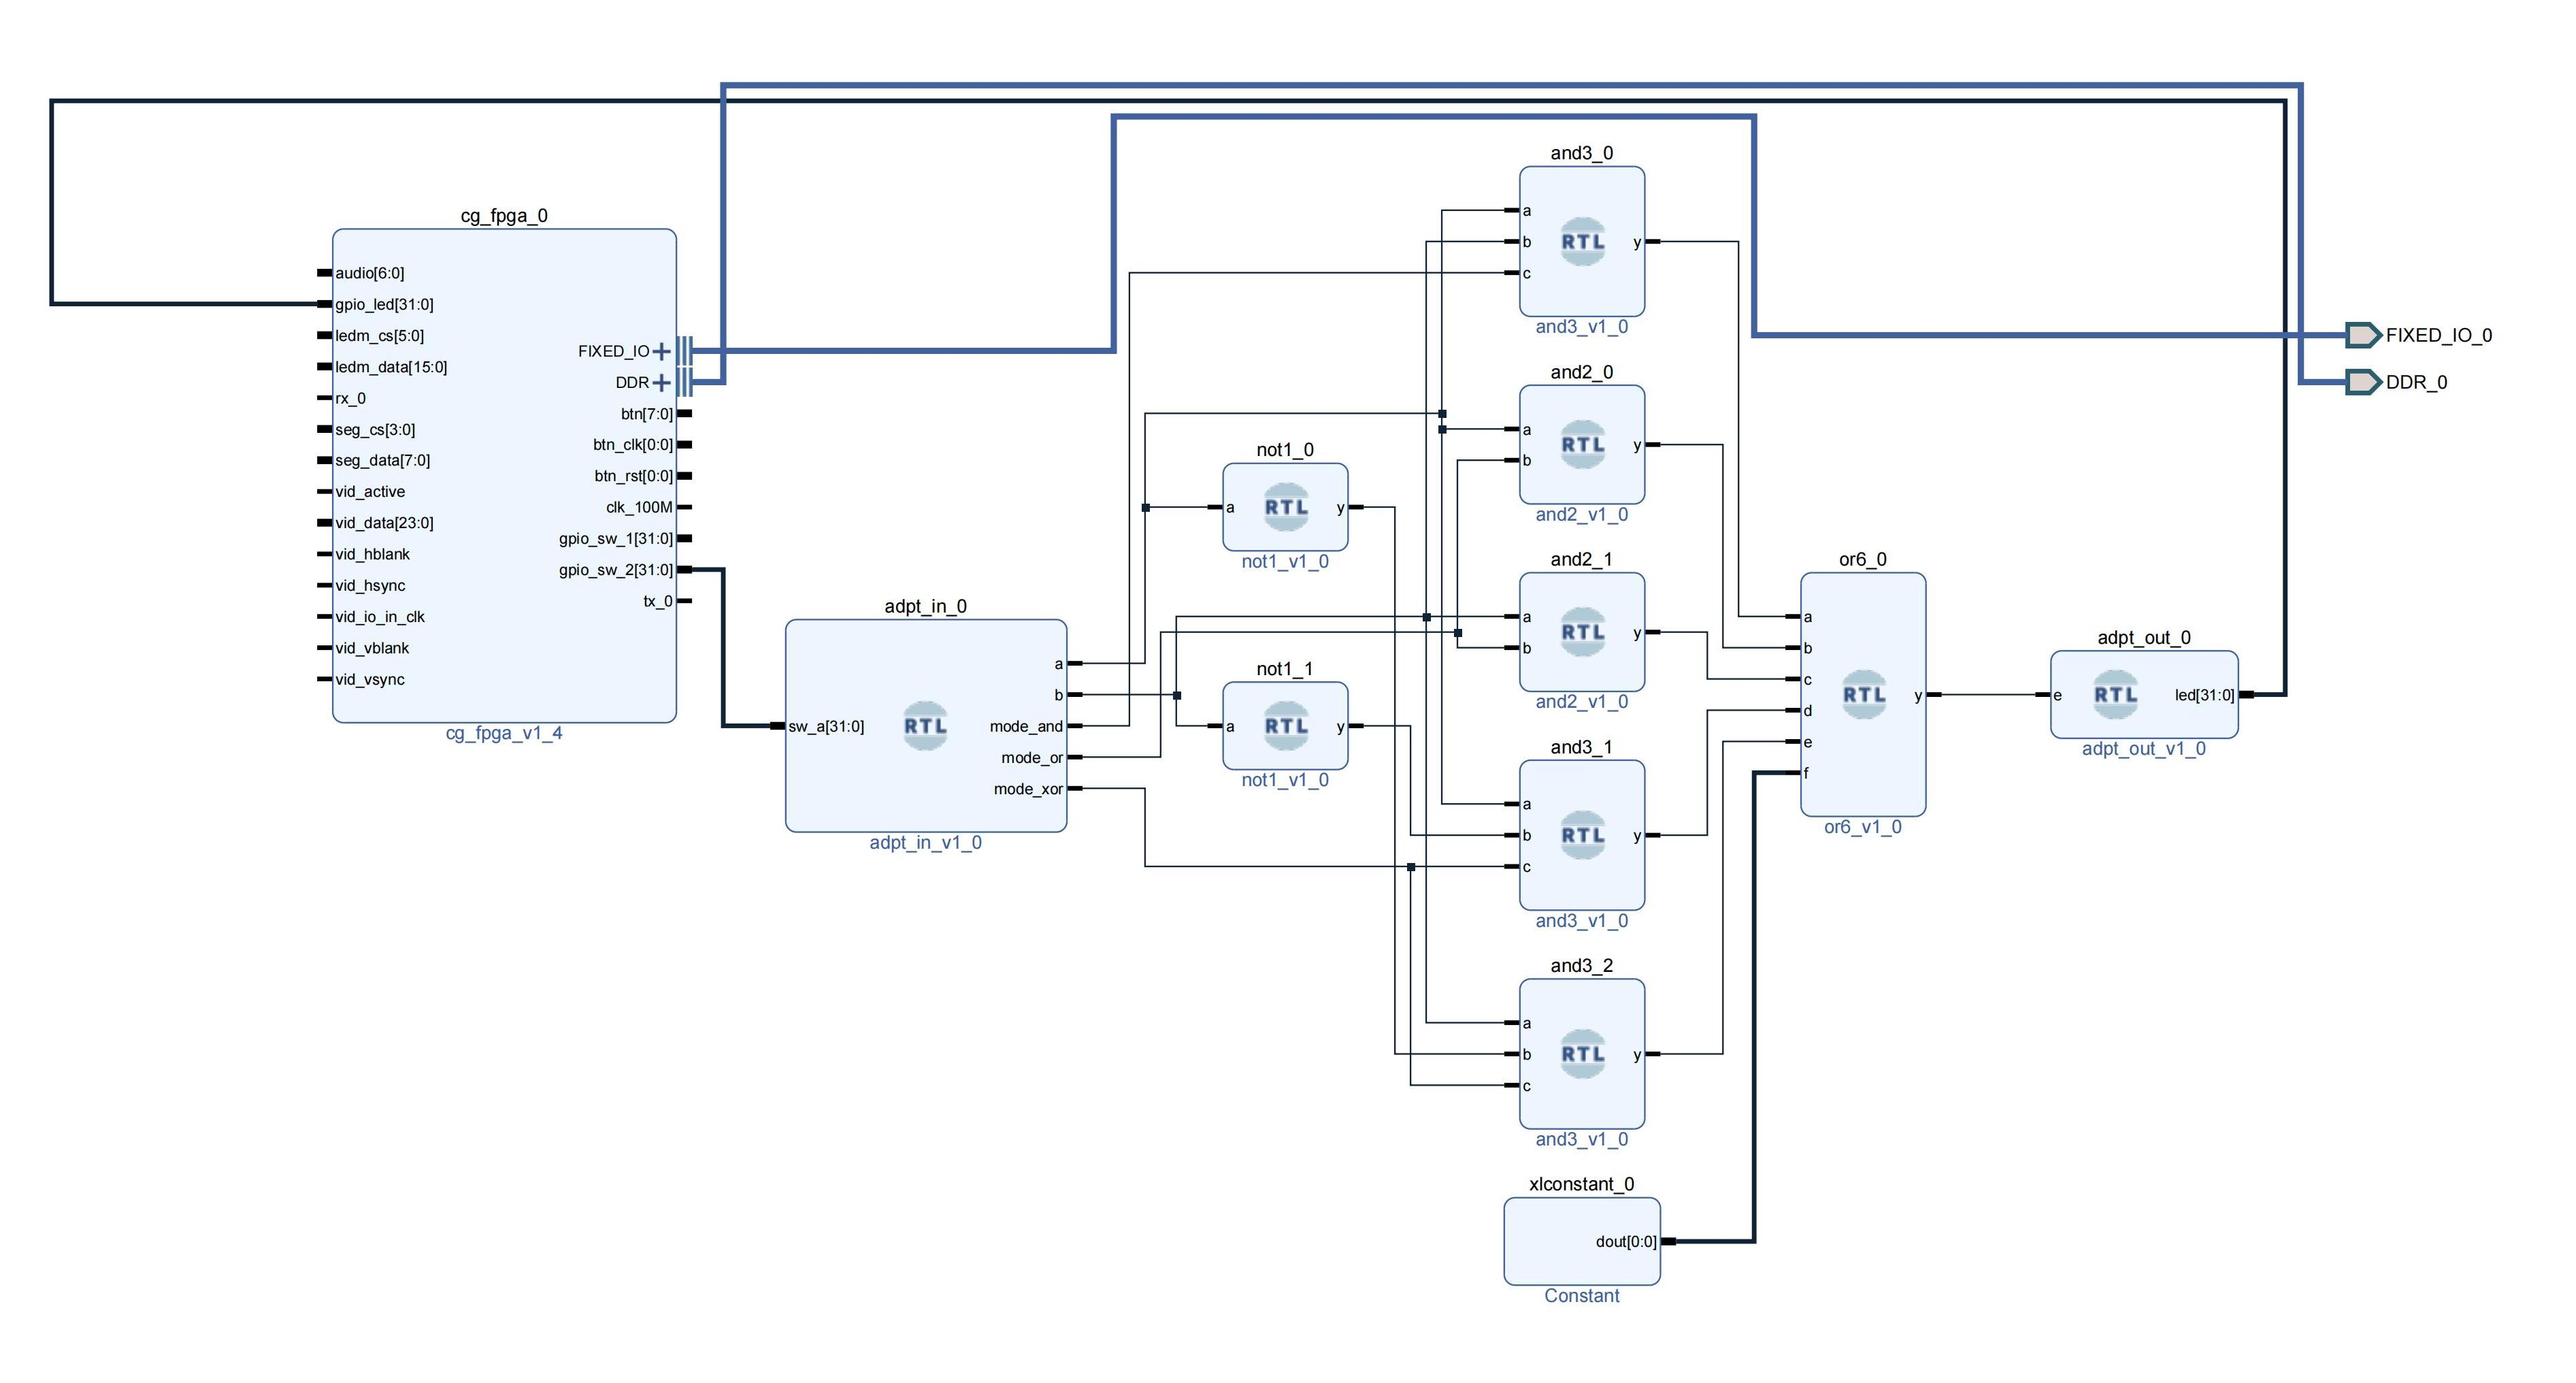 cg_fpga_0
audio[6:0]
gpio_led[31:0]
ledm_cs[5:0]
ledm_data[15:0]
rx_0
seg_cs[3:0]
seg_data[7:0]
vid_active
vid_data[23:0]
vid_hblank
vid_hsync
vid_io_in_clk
vid_vblank
vid_vsync
FIXED_IO
DDR
btn[7:0]
btn_clk[0:0]
btn_rst[0:0]
clk_100M
gpio_sw_1[31:0]
gpio_sw_2[31:0]
tx_0
cg_fpga_v1_4
adpt_in_0
sw_a[31:0]
RTL
a
b
mode_and
mode_or
mode_xor
adpt_in_v1_0
not1_0
a
RTL
y
not1_v1_0
not1_1
a
RTL
y
not1_v1_0
and3_0
a
b
c
RTL
y
and3_v1_0
and2_0
a
b
RTL
y
and2_v1_0
and2_1
a
b
RTL
y
and2_v1_0
and3_1
a
b
c
RTL
y
and3_v1_0
and3_2
a
b
c
RTL
y
and3_v1_0
xlconstant_0
dout[0:0]
Constant
or6_0
a
b
c
d
e
f
RTL
y
or6_v1_0
adpt_out_0
e
RTL
led[31:0]
adpt_out_v1_0
FIXED_IO_0
DDR_0